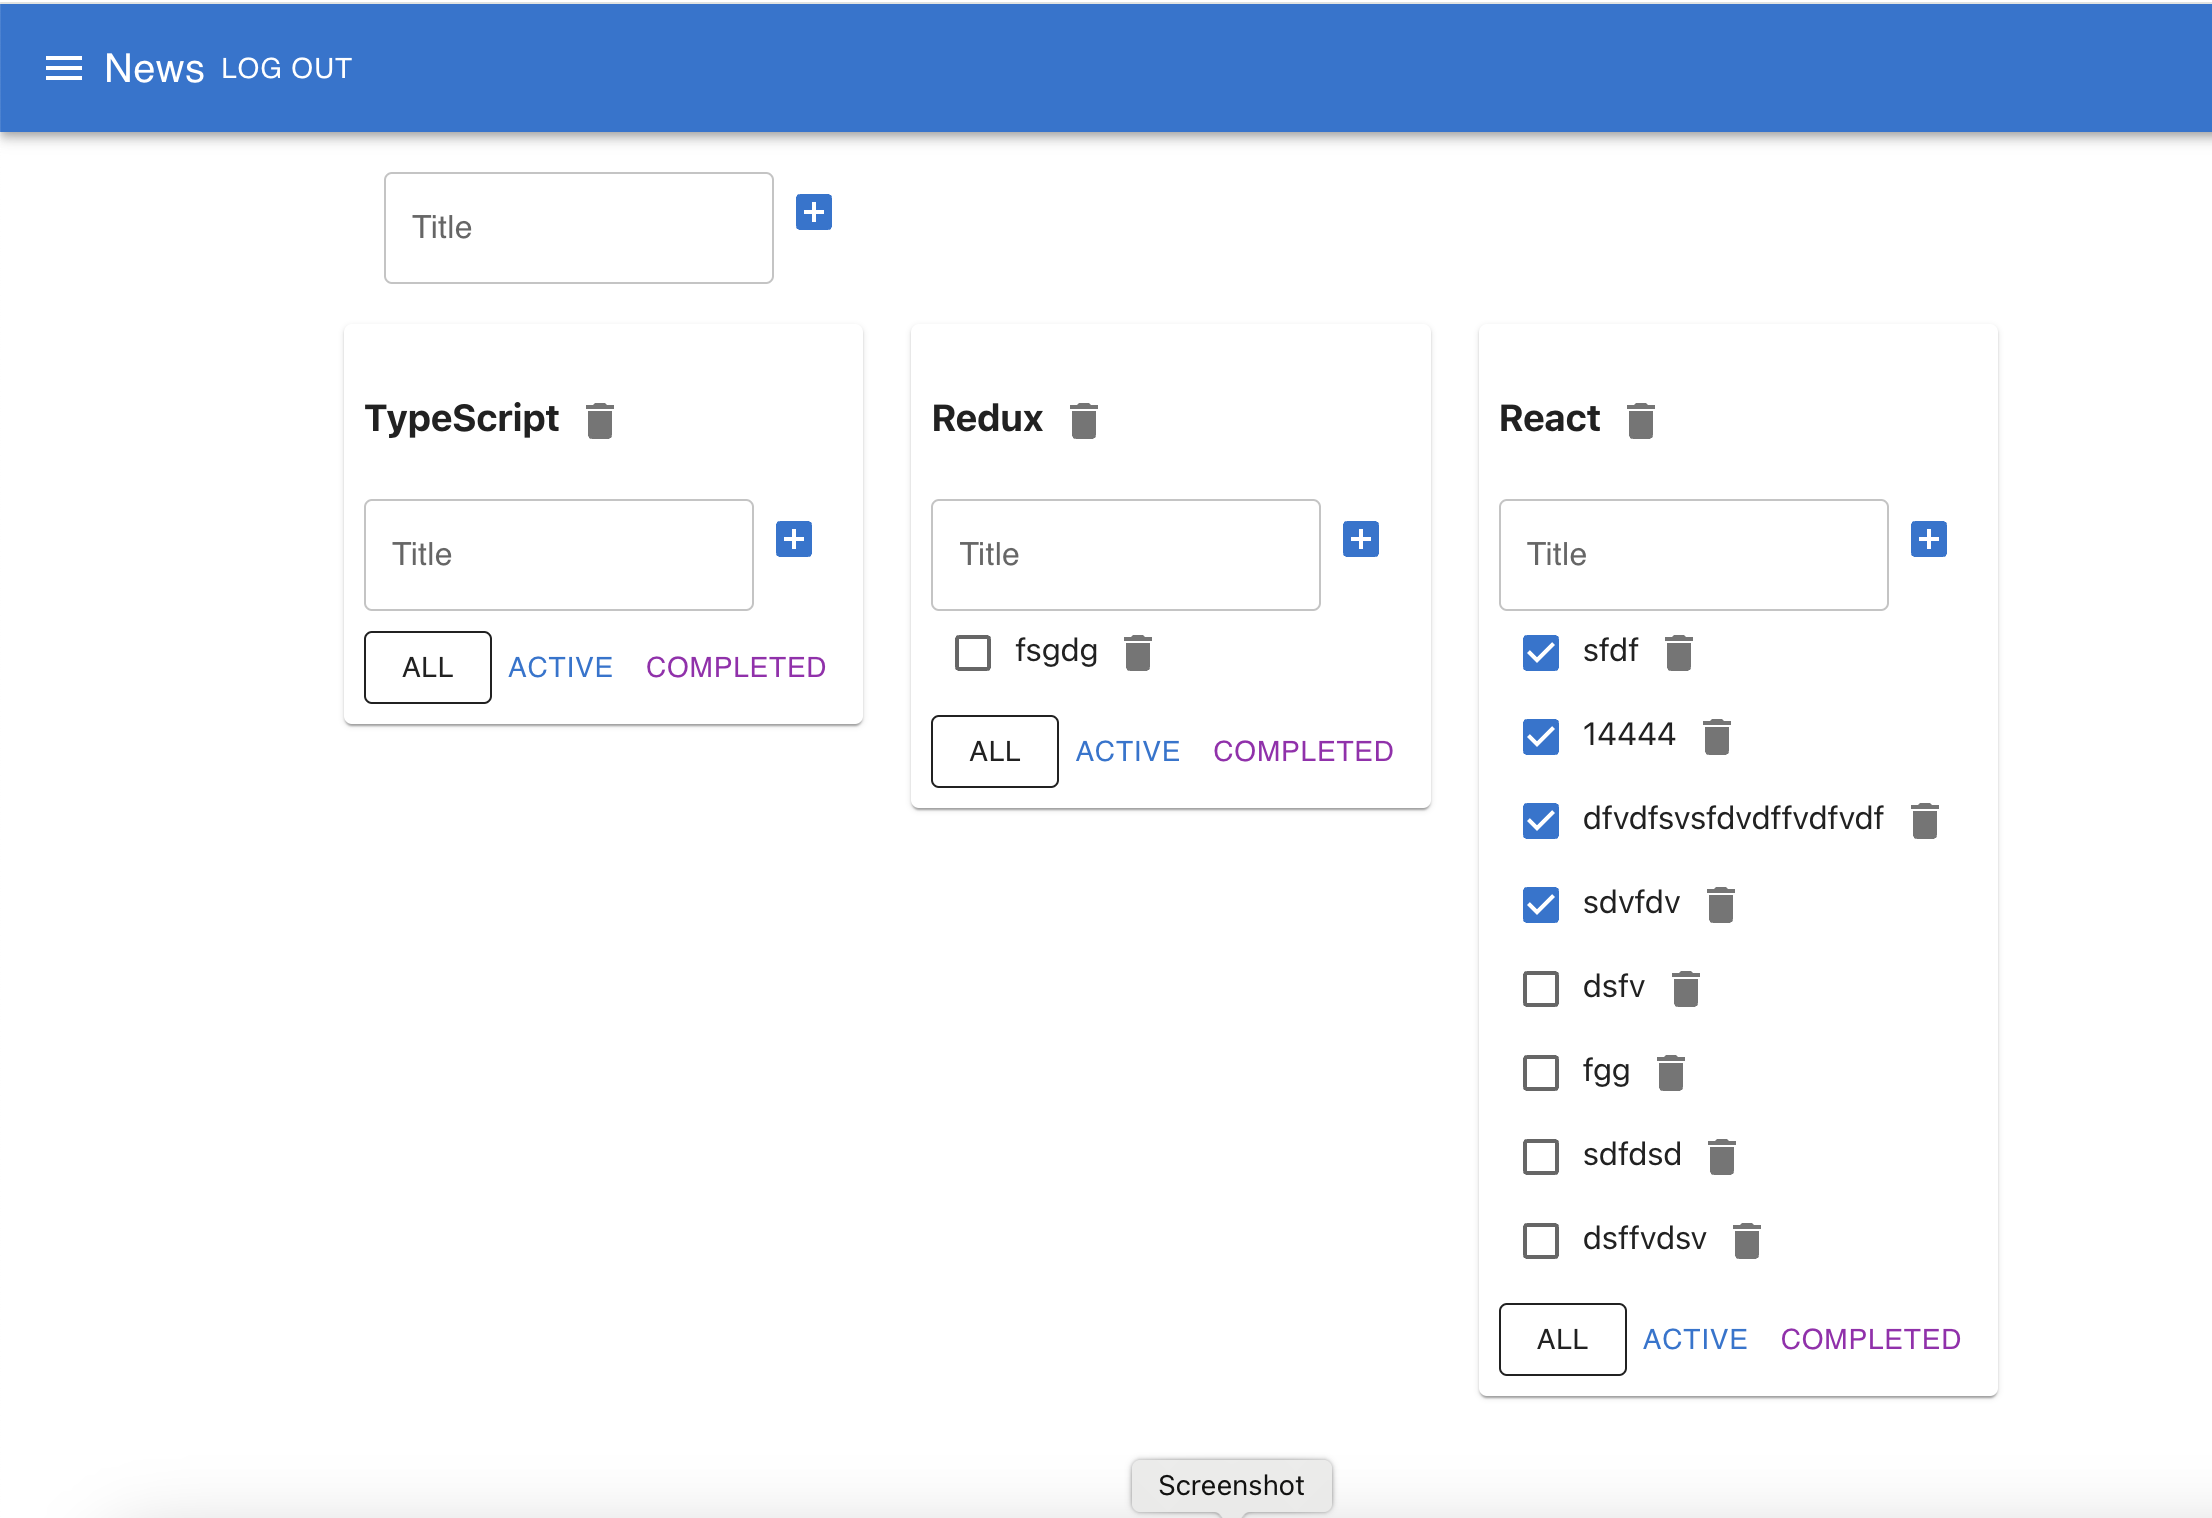 News LOG OUT
Title
TypeScript
Title
ALL ACTIVE COMPLETED
Redux
Title
fsgdg
ALL ACTIVE COMPLETED
React
Title
sfdf
14444
dfvdfsvsfdvdffvdfvdf
sdvfdv
dsfv
fgg
sdfdsd
dsffvdsv
ALL ACTIVE COMPLETED
Screenshot